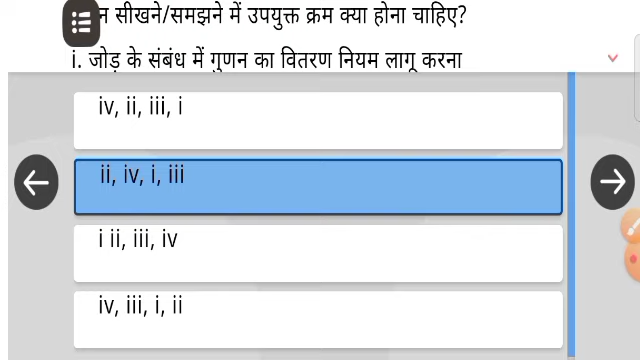 न सीखने/समझने में उपयुक्त क्रम क्या होना चाहिए?
i. जोड़ के संबंध में गुणन का वितरण नियम लागू करना
iv, ii, iii, i
ii, iv, i, iii
i ii, iii, iv
iv, iii, i, ii